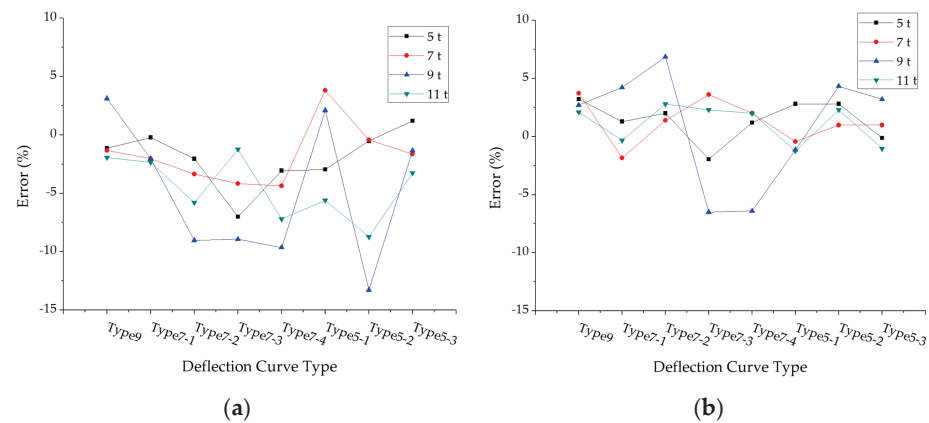 10
5
0
-5
-10
-15
Error (%)
5 t
7 t
9 t
11 t
Type9
Type7-1
Type7-2
Type7-3
Type7-4
Type5-1
Type5-2
Type5-3
Deflection Curve Type
(a)
10
5
0
-5
-10
-15
Error (%)
5 t
7 t
9 t
11 t
Type9
Type7-1
Type7-2
Type7-3
Type7-4
Type5-1
Type5-2
Type5-3
Deflection Curve Type
(b)